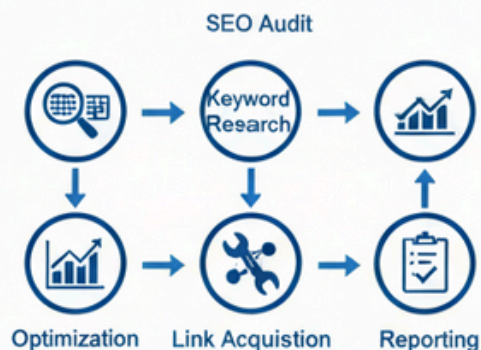 SEO Audit
Keyword
Research
Optimization
Link Acquistion
Reporting